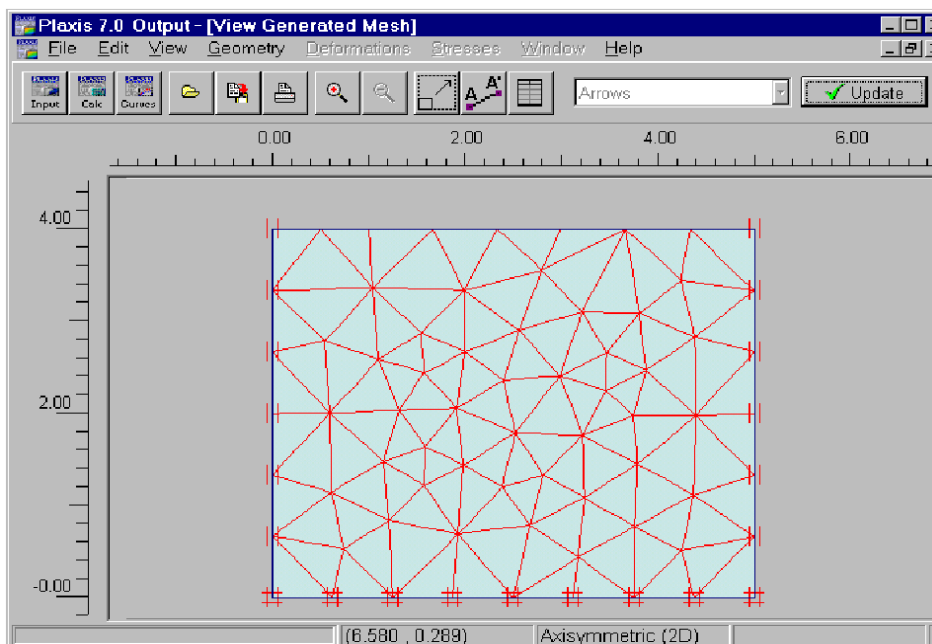 Plaxis 7.0 Output - [View Generated Mesh]
File Edit View Geometry Deformations Stresses Window Help
Input Calc Curves A A' Arrows Update
0.00 2.00 4.00 6.00
4.00
2.00
-0.00
(6.580 , 0.289) Axisymmetric (2D)